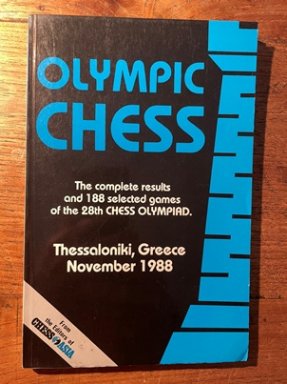 OLYMPIC
CHESS
The complete results
and 188 selected games
of the 28th CHESS OLYMPIAD.
Thessaloniki, Greece
November 1988
From
the Editors of
CHESS ASIA